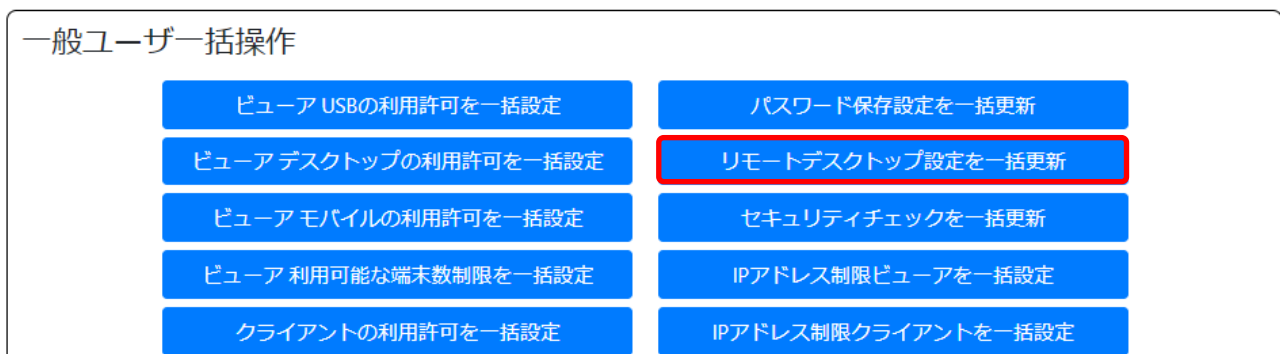 一般ユーザ一括操作
ビューア USBの利用許可を一括設定
パスワード保存設定を一括更新
ビューア デスクトップの利用許可を一括設定
リモートデスクトップ設定を一括更新
ビューア モバイルの利用許可を一括設定
セキュリティチェックを一括更新
ビューア 利用可能な端末数制限を一括設定
IPアドレス制限ビューアを一括設定
クライアントの利用許可を一括設定
IPアドレス制限クライアントを一括設定